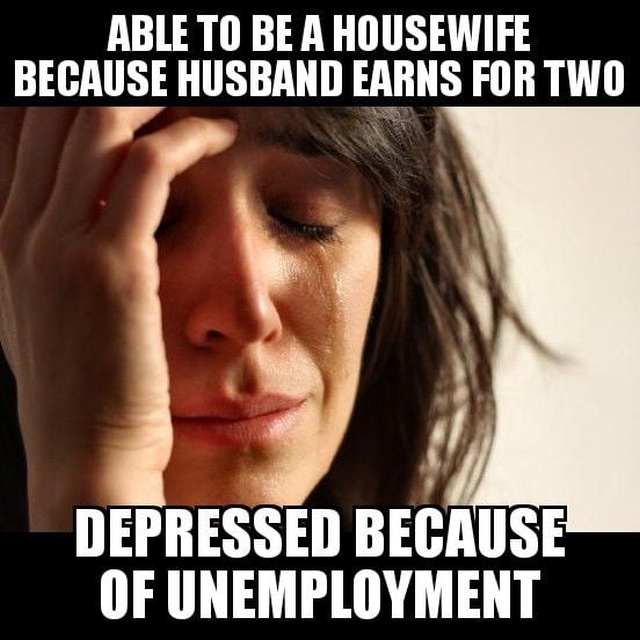 ABLE TO BE A HOUSEWIFE
BECAUSE HUSBAND EARNS FOR TWO
DEPRESSED BECAUSE
OF UNEMPLOYMENT